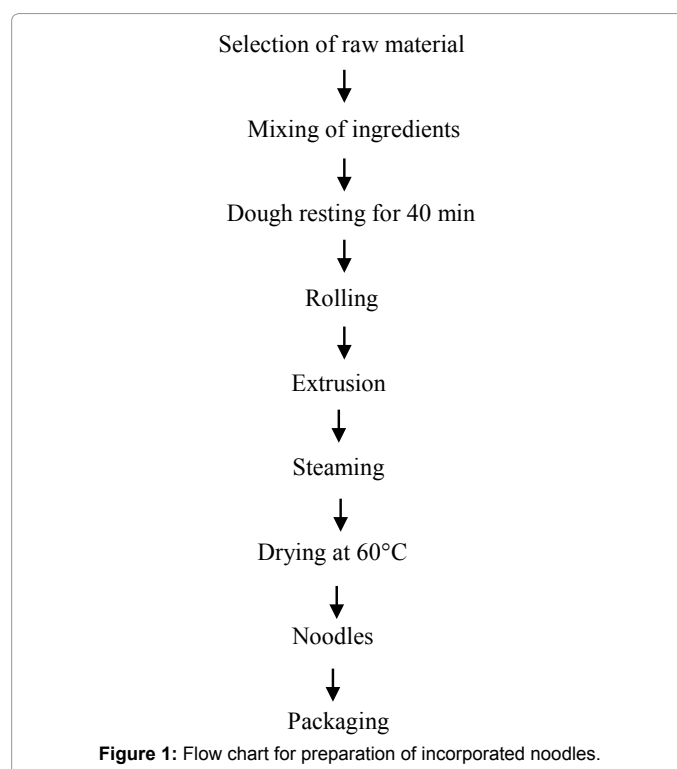 Selection of raw material
Mixing of ingredients
Dough resting for 40 min
Rolling
Extrusion
Steaming
Drying at 60°C
Noodles
Packaging
Figure 1: Flow chart for preparation of incorporated noodles.